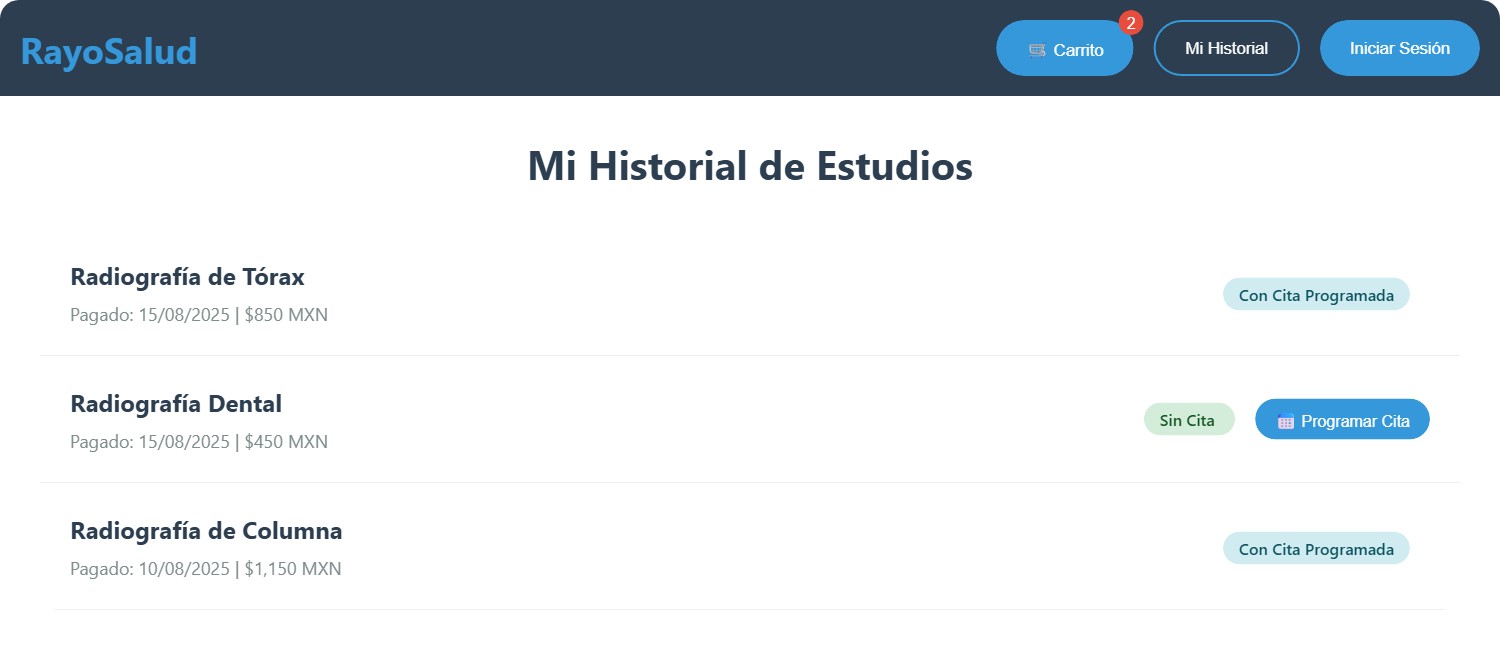 RayoSalud
Carrito
2
Mi Historial
Iniciar Sesión
Mi Historial de Estudios
Radiografía de Tórax
Pagado: 15/08/2025 | $850 MXN
Con Cita Programada
Radiografía Dental
Pagado: 15/08/2025 | $450 MXN
Sin Cita
Programar Cita
Radiografía de Columna
Pagado: 10/08/2025 | $1,150 MXN
Con Cita Programada